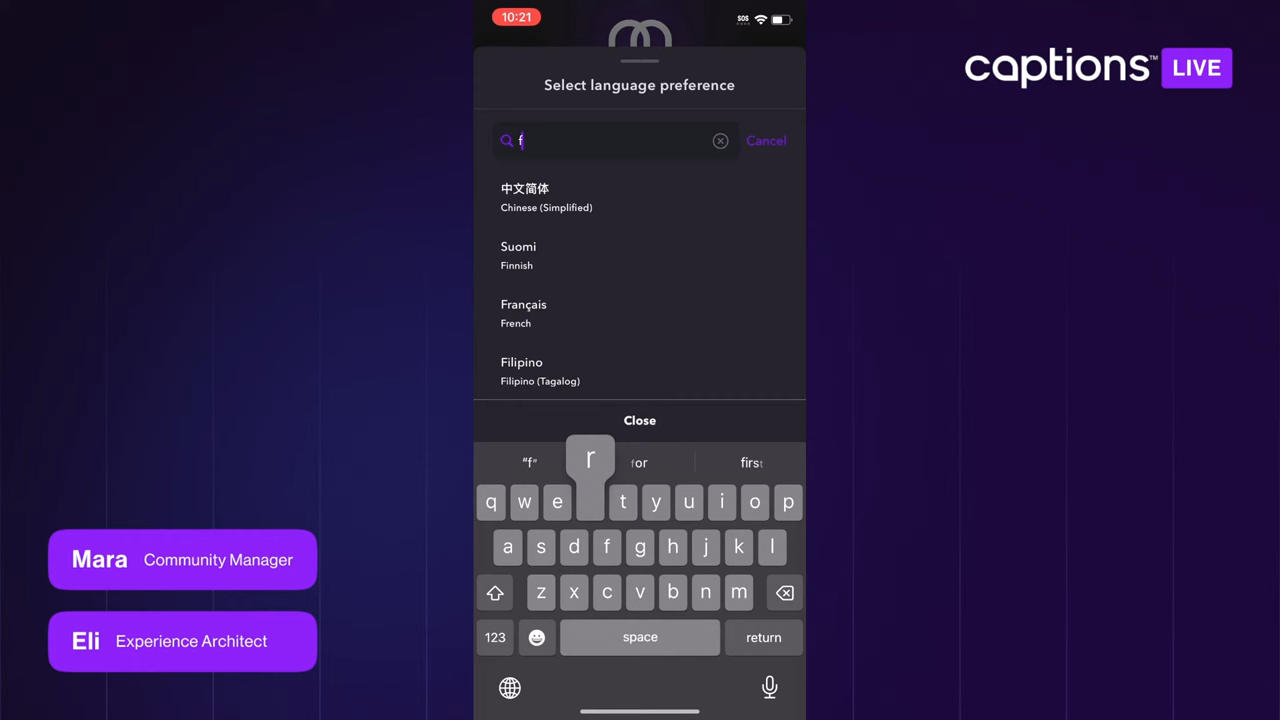 10:21
SOS
captions™ LIVE
Select language preference
f
Cancel
中文简体
Chinese (Simplified)
Suomi
Finnish
Français
French
Filipino
Filipino (Tagalog)
Close
"f"
for
first
r
q w e t y u i o p
a s d f g h j k l
z x c v b n m
123
space
return
Mara Community Manager
Eli Experience Architect